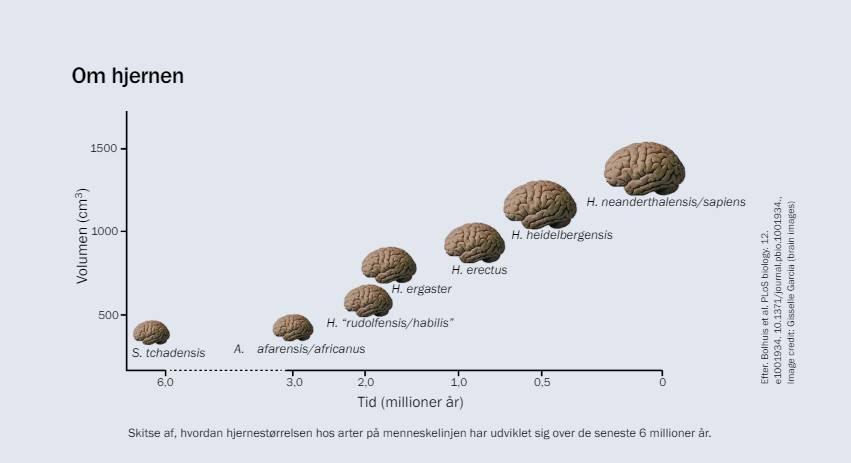 Om hjernen
1500
1000
500
Volumen (cm³)
H. neanderthalensis/sapiens
H. heidelbergensis
H. erectus
H. ergaster
H. “rudolfensis/habilis”
A. afarensis/africanus
S. tchadensis
6,0 3,0 2,0 1,0 0,5 0
Tid (millioner år)
Skitse af, hvordan hjernestørrelsen hos arter på menneskelinjen har udviklet sig over de seneste 6 millioner år.
Efter. Bolhuis et al. PLoS biology. 12.
e1001934. 10.1371/journal.pbio.1001934..
Image credit: Gisselle Garcia (brain images)